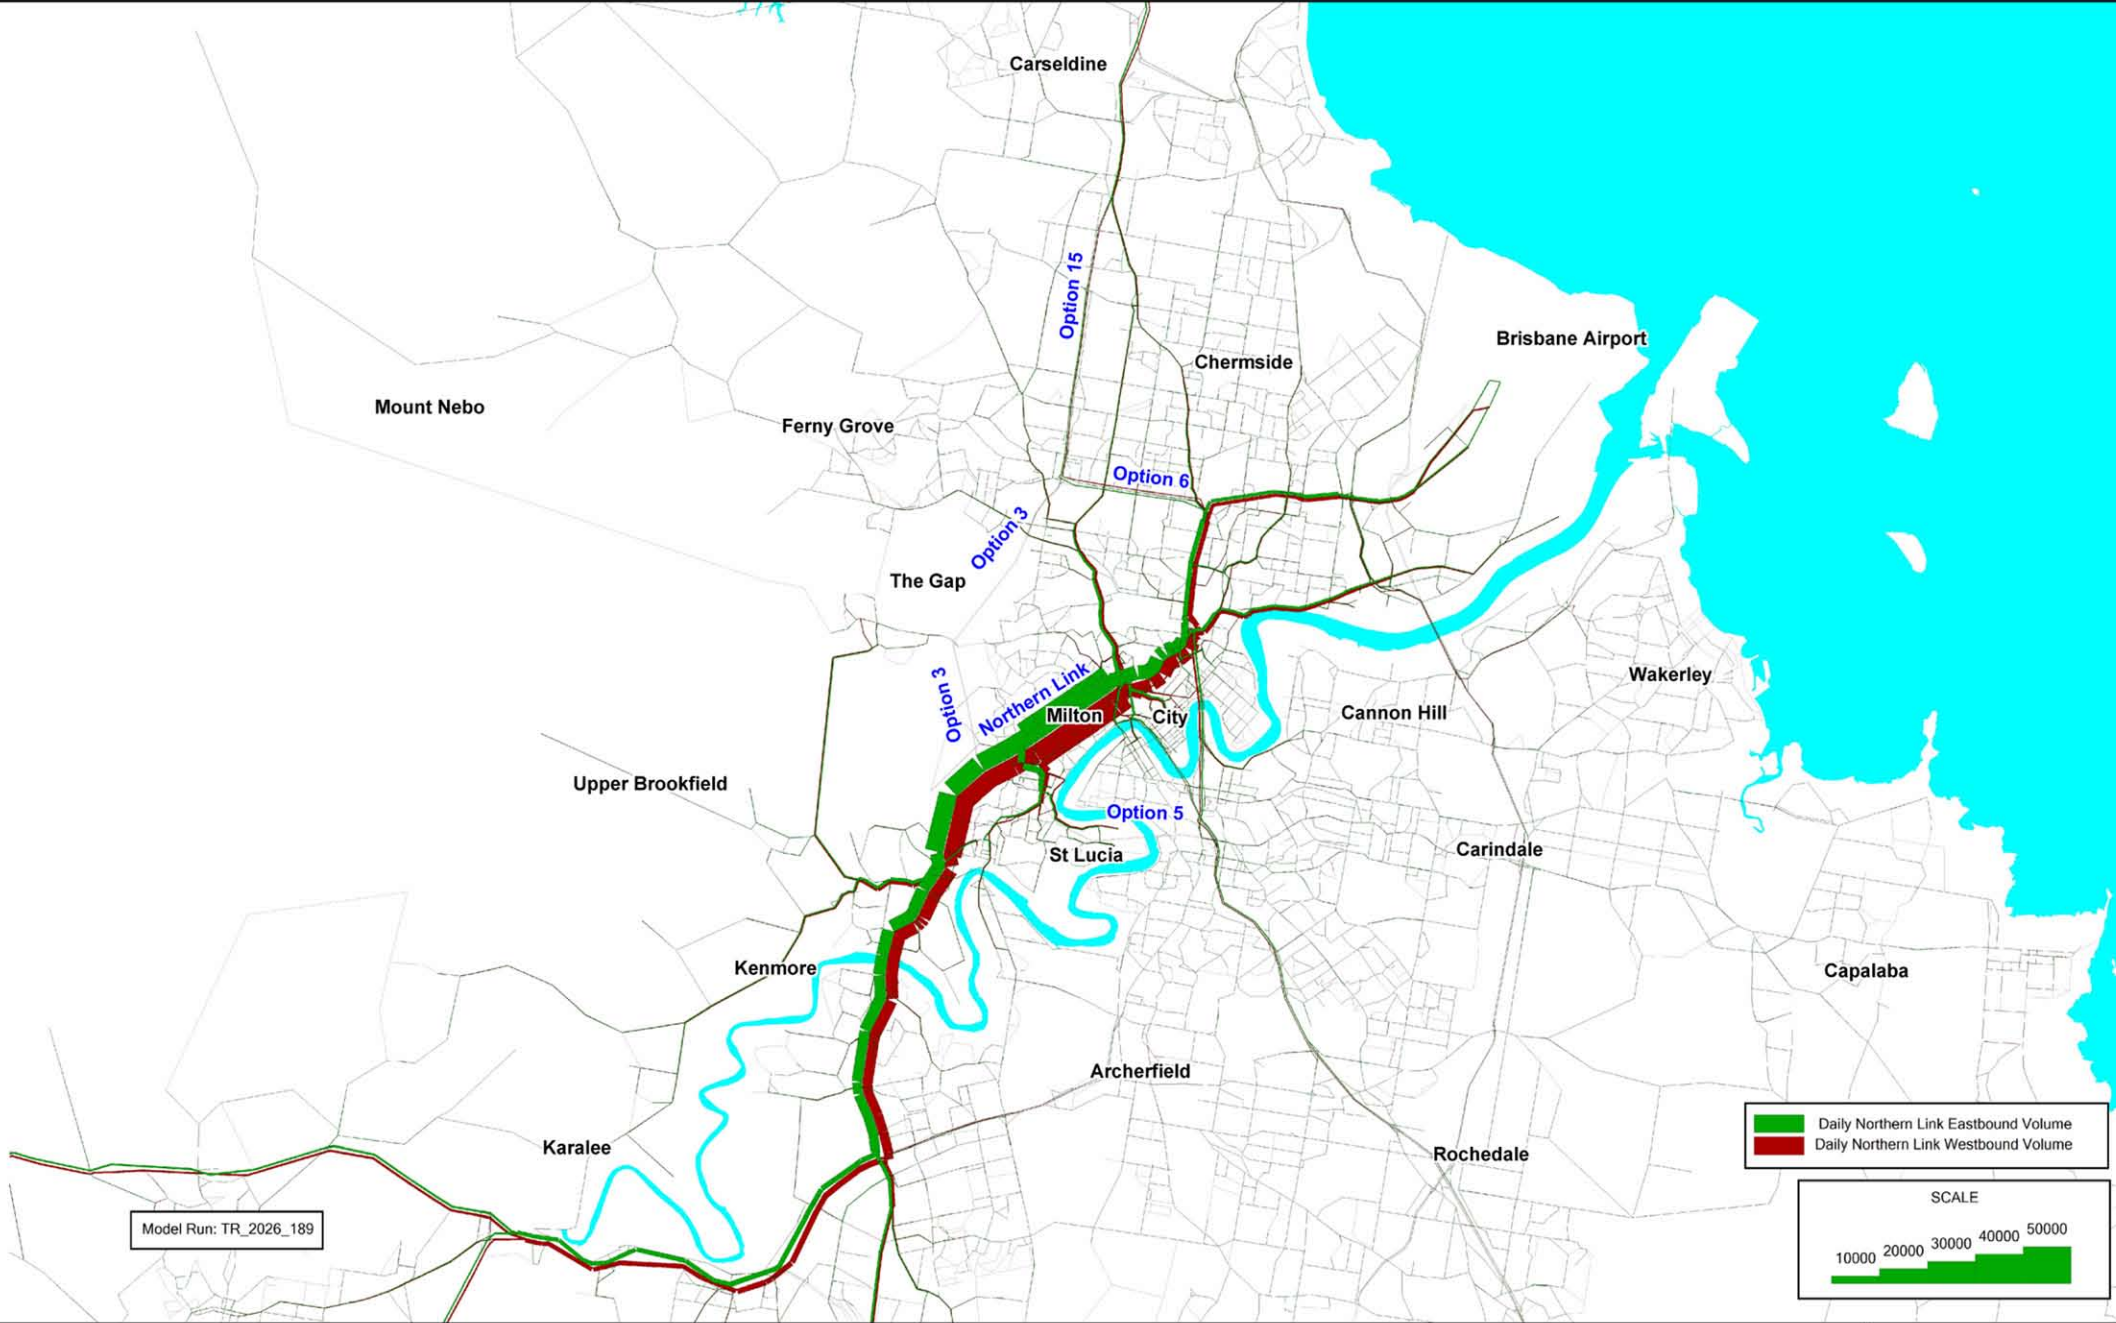 Carseldine
Option 15
Brisbane Airport
Chermside
Mount Nebo
Ferny Grove
Option 6
Option 3
The Gap
Northern Link
Option 3
Wakerley
Milton
City
Cannon Hill
Upper Brookfield
Option 5
St Lucia
Carindale
Kenmore
Capalaba
Archerfield
Karalee
Rochedale
Daily Northern Link Eastbound Volume
Daily Northern Link Westbound Volume
Model Run: TR_2026_189
SCALE
10000 20000 30000 40000 50000